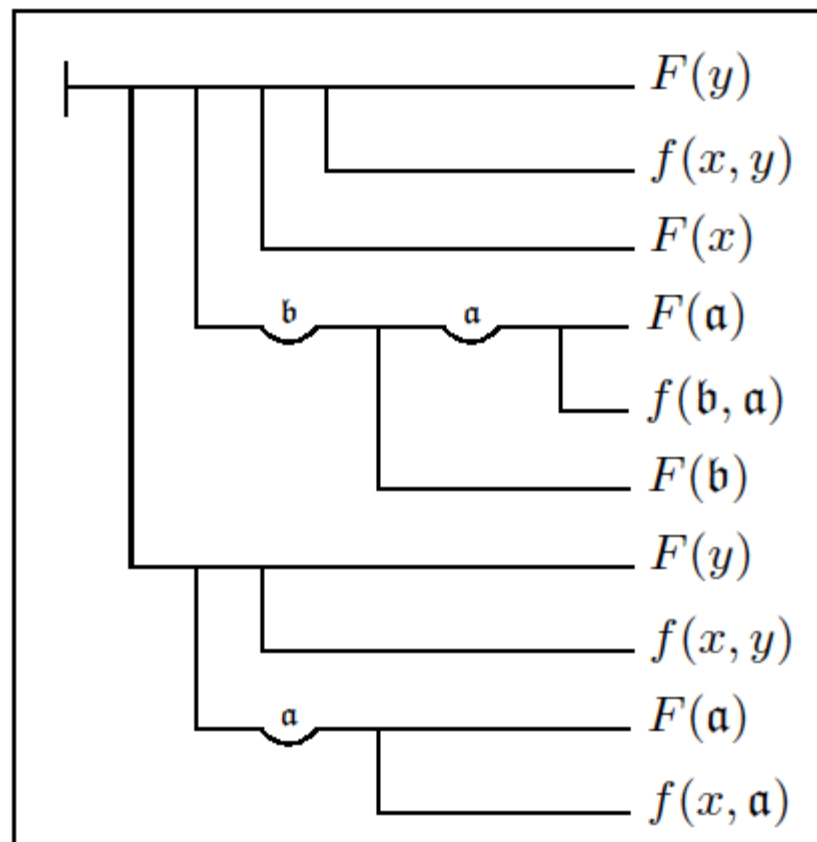 F(y)
f(x, y)
F(x)
𝔟 𝔞 F(𝔞)
f(𝔟, 𝔞)
F(𝔟)
F(y)
f(x, y)
𝔞 F(𝔞)
f(x, 𝔞)